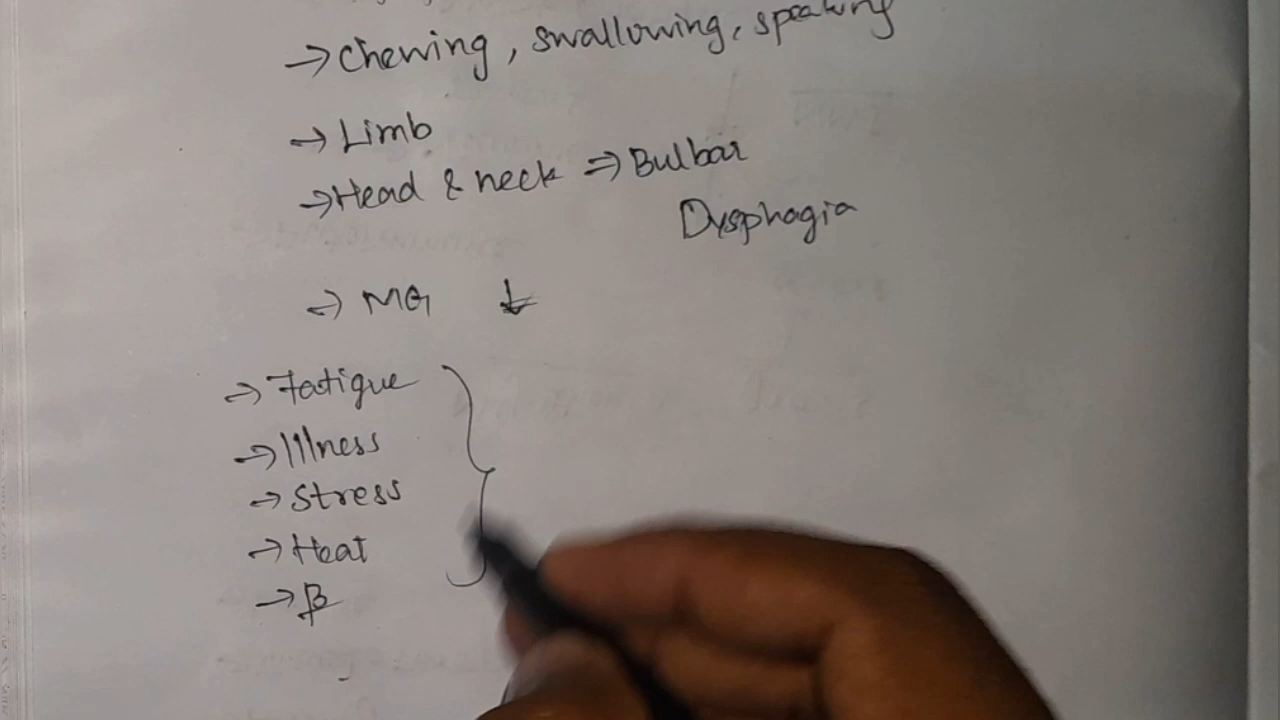 → Chewing, swallowing, speaking
→ Limb
→ Head & neck ⇒ Bulbar
Dysphagia
→ MG ↓
→ Fatigue
→ Illness
→ Stress
→ Heat
→ β